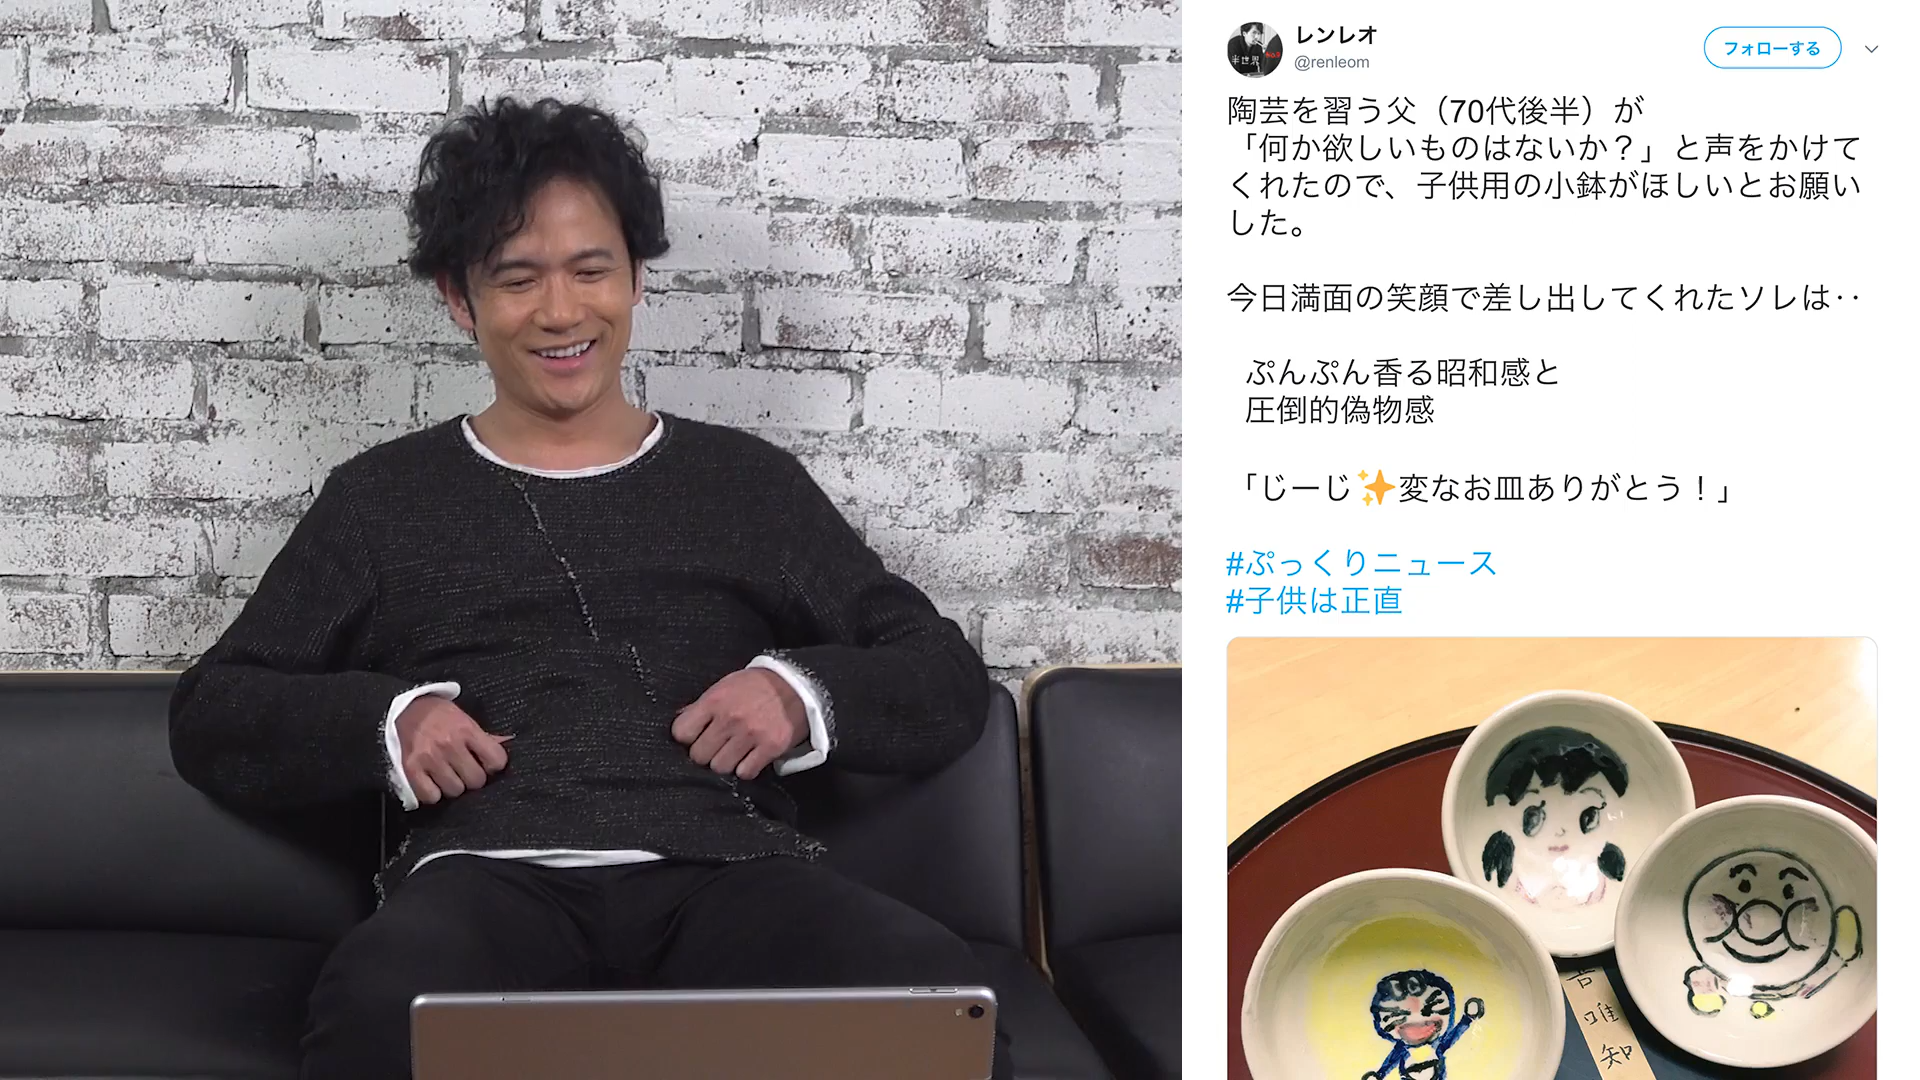 レンレオ
@renleom
フォローする
陶芸を習う父（70代後半）が
「何か欲しいものはないか？」と声をかけて
くれたので、子供用の小鉢がほしいとお願い
した。
今日満面の笑顔で差し出してくれたソレは‥
ぷんぷん香る昭和感と
圧倒的偽物感
「じーじ✨変なお皿ありがとう！」
#ぷっくりニュース
#子供は正直
半世界
吾唯知